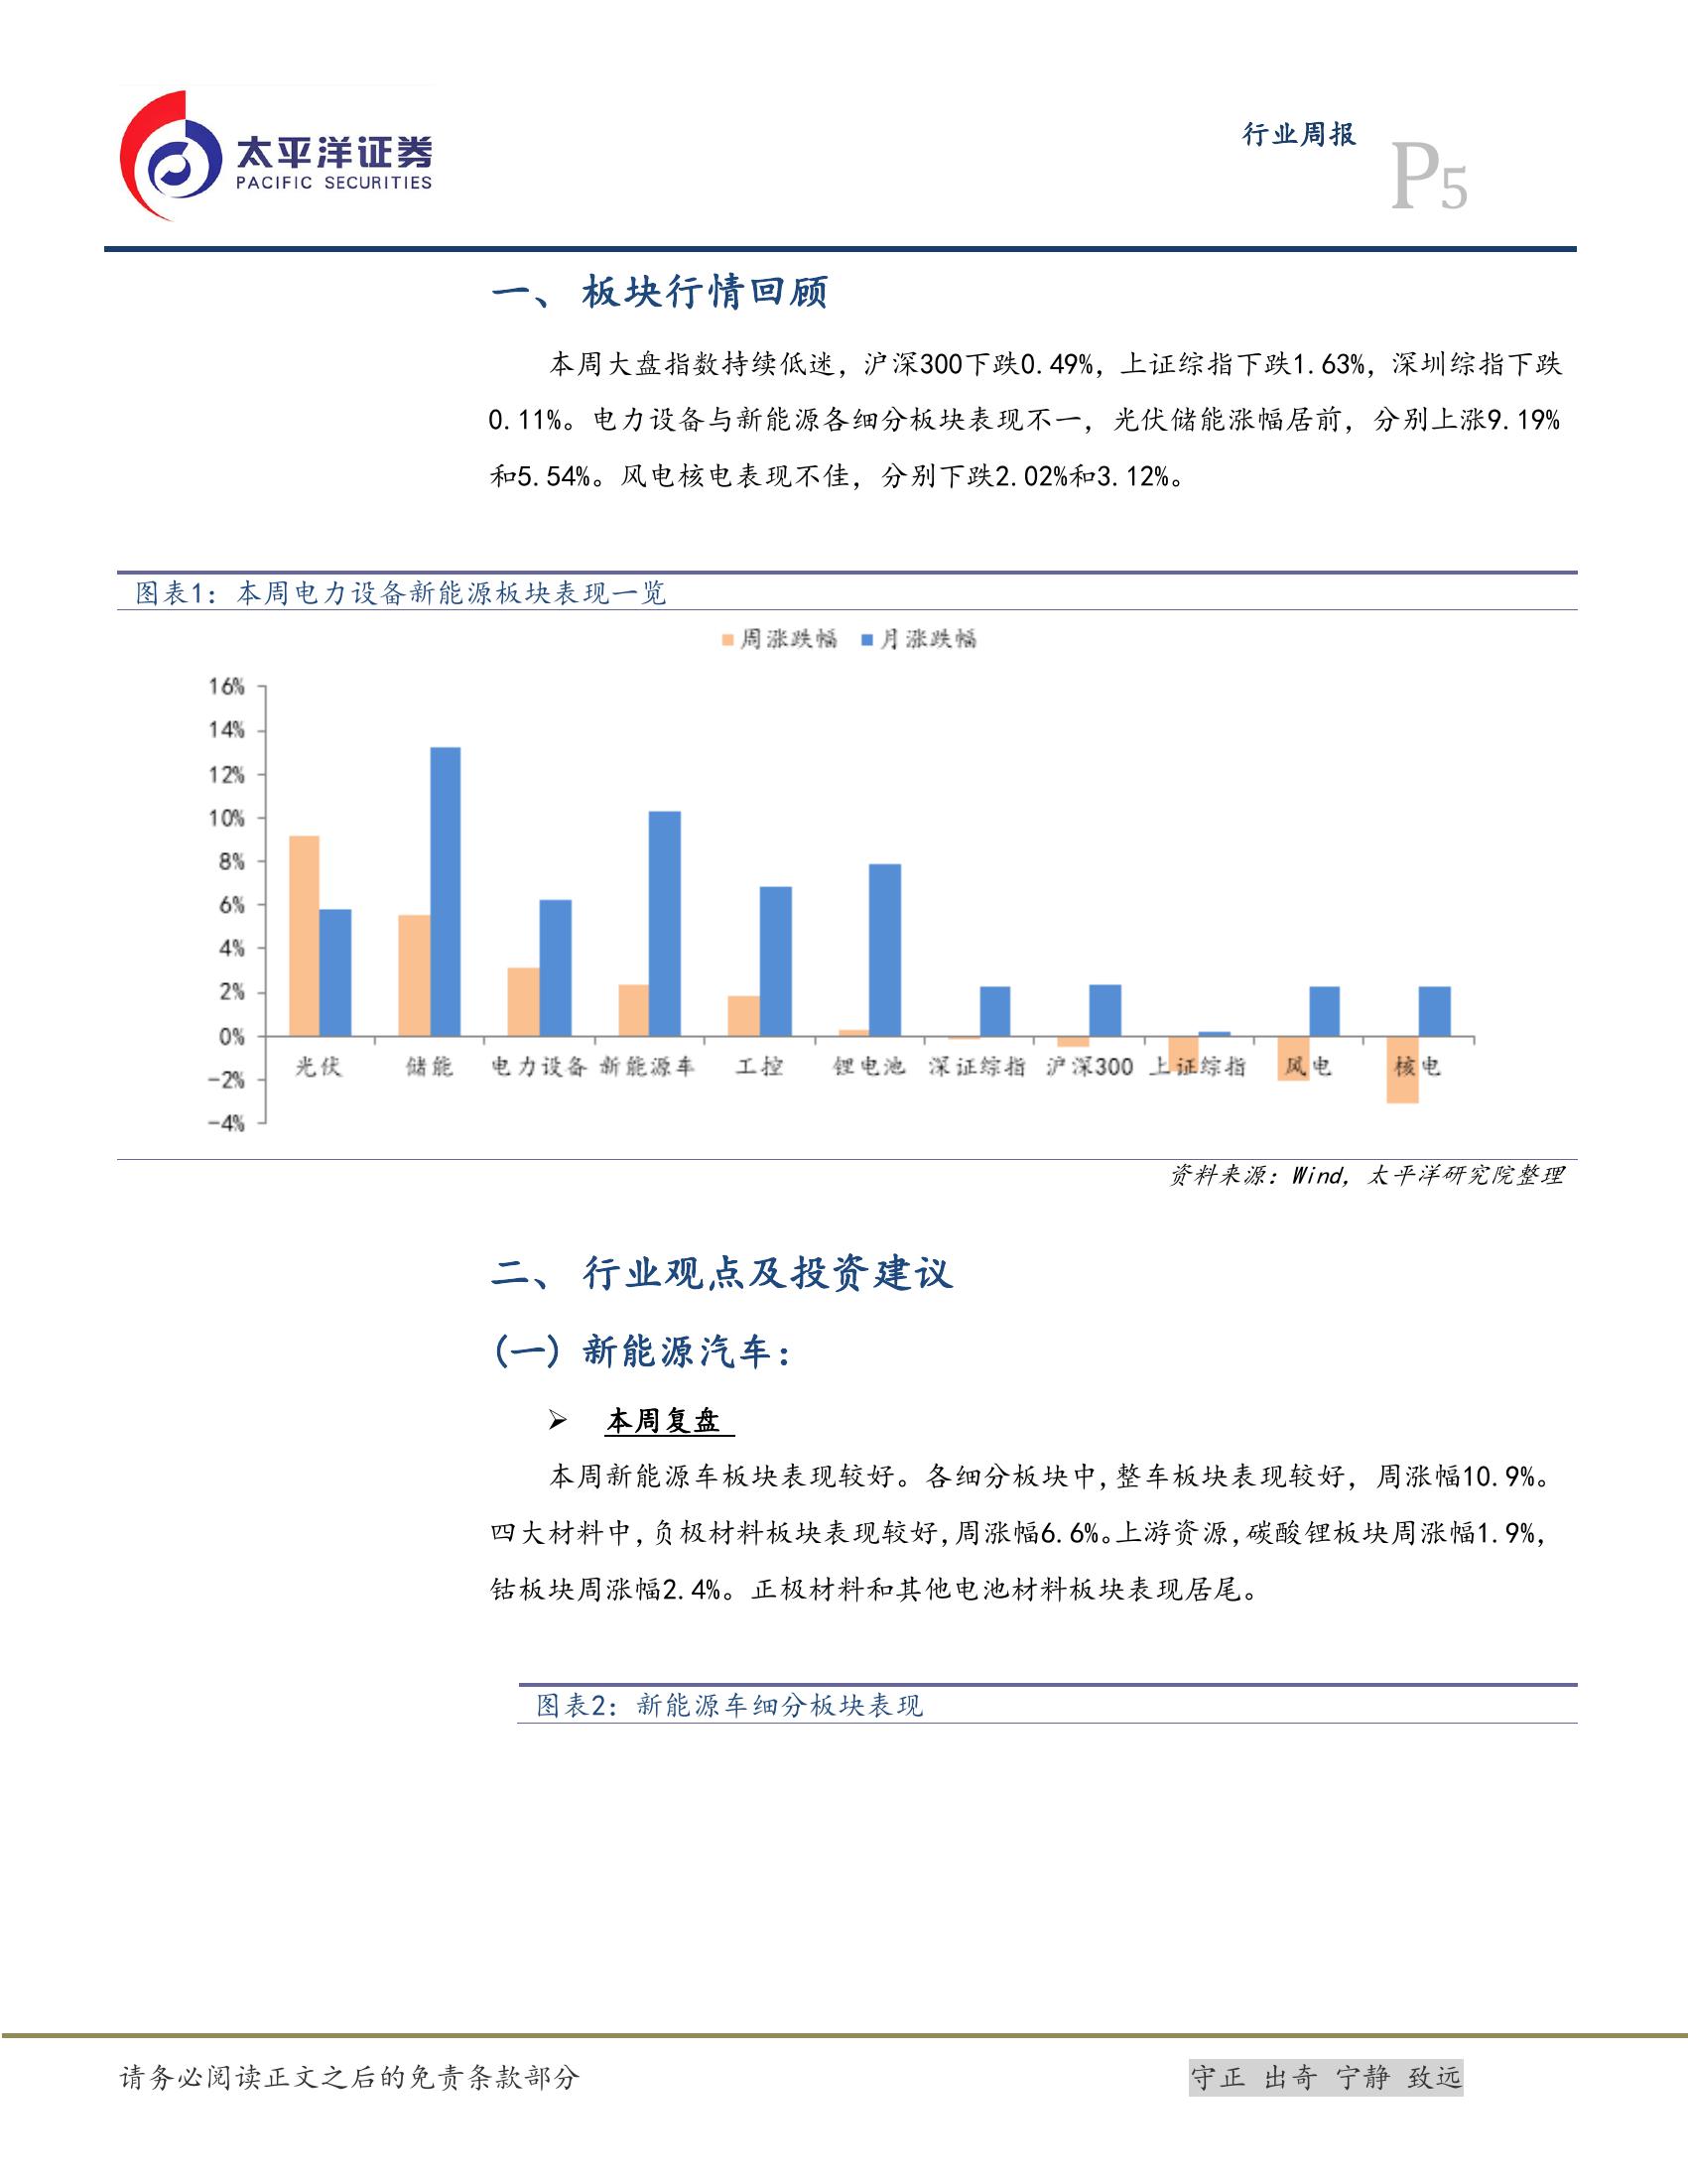 太平洋证券
PACIFIC SECURITIES
行业周报
P5
一、 板块行情回顾
本周大盘指数持续低迷，沪深300下跌0.49%，上证综指下跌1.63%，深圳综指下跌
0.11%。电力设备与新能源各细分板块表现不一，光伏储能涨幅居前，分别上涨9.19%
和5.54%。风电核电表现不佳，分别下跌2.02%和3.12%。
图表1：本周电力设备新能源板块表现一览
周涨跌幅 月涨跌幅
16%
14%
12%
10%
8%
6%
4%
2%
0%
-2%
-4%
光伏 储能 电力设备 新能源车 工控 锂电池 深证综指 沪深300 上证综指 风电 核电
资料来源：Wind，太平洋研究院整理
二、 行业观点及投资建议
(一) 新能源汽车：
➢ 本周复盘
本周新能源车板块表现较好。各细分板块中,整车板块表现较好，周涨幅10.9%。
四大材料中,负极材料板块表现较好,周涨幅6.6%。上游资源,碳酸锂板块周涨幅1.9%，
钴板块周涨幅2.4%。正极材料和其他电池材料板块表现居尾。
图表2：新能源车细分板块表现
请务必阅读正文之后的免责条款部分
守正 出奇 宁静 致远